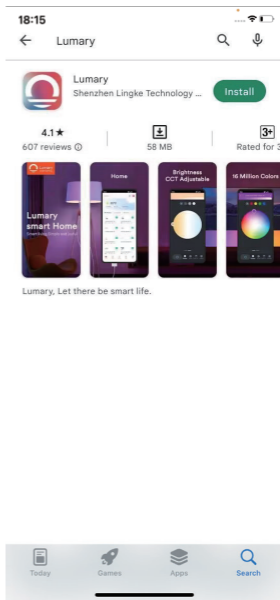 18:15
Lumary
Lumary
Shenzhen Lingke Technology ...
Install
4.1★
607 reviews
58 MB
3+
Rated for 3
LUMARY
Lumary
smart Home
Home
Brightness
CCT Adjustable
16 Million Colors
Lumary, Let there be smart life.
Today
Games
Apps
Search